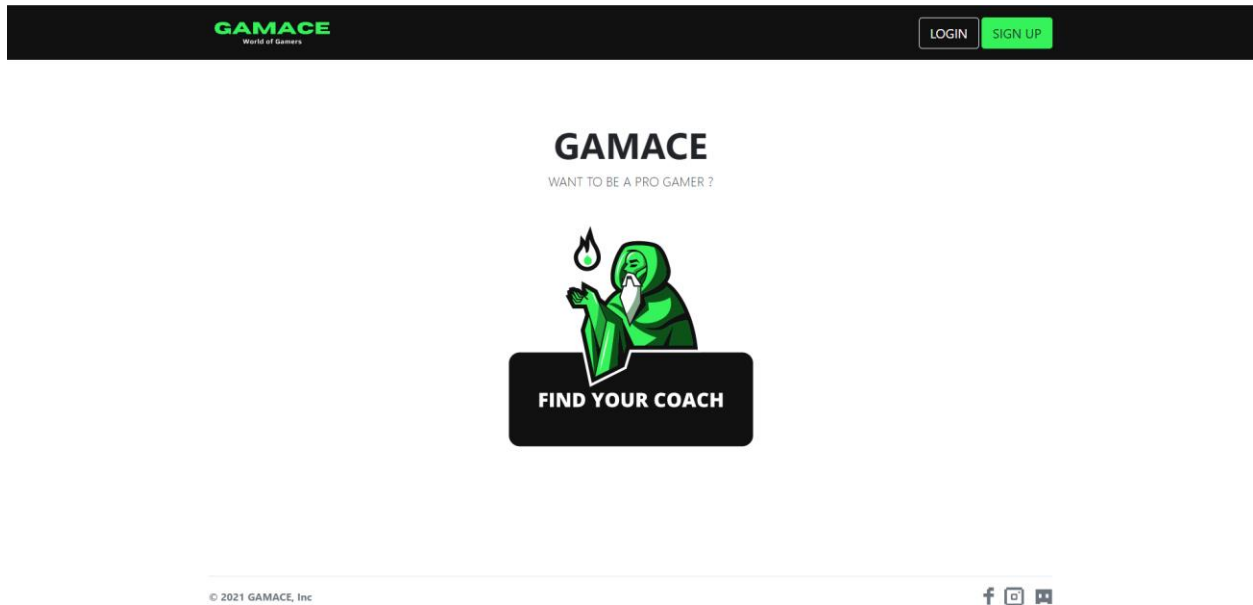 GAMACE
World of Gamers
LOGIN
SIGN UP
GAMACE
WANT TO BE A PRO GAMER ?
FIND YOUR COACH
© 2021 GAMACE, Inc